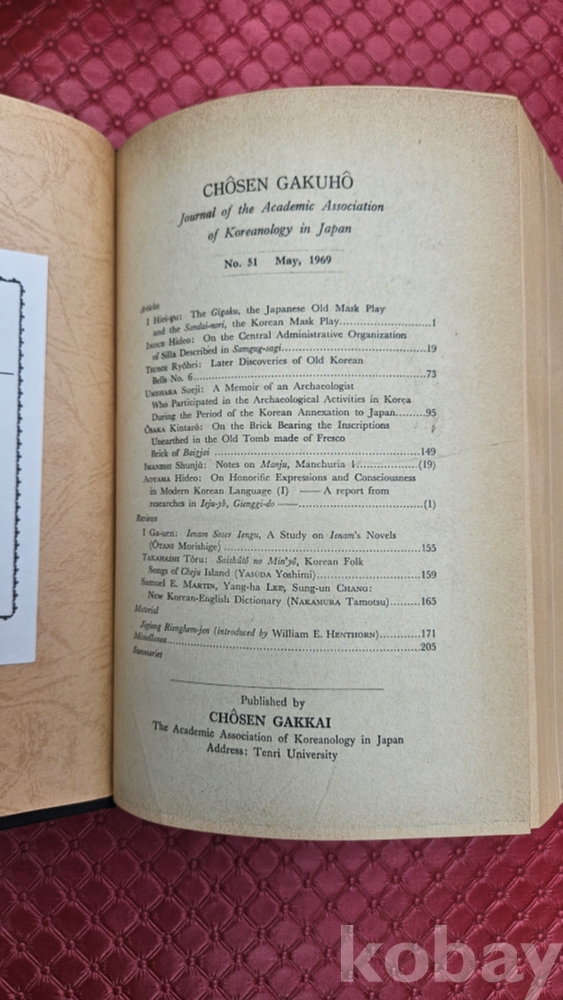 CHÔSEN GAKUHÔ
Journal of the Academic Association
of Koreanology in Japan
No. 51 May, 1969
Articles
I Hiei-gu: The Gigaku, the Japanese Old Mask Play
and the Sandai-nori, the Korean Mask Play..................1
INOUE Hideo: On the Central Administrative Organization
of Silla Described in Samgug-sagi..................19
TSUBOI Ryôhei: Later Discoveries of Old Korean
Bells No. 6..................73
UMEHARA Sueji: A Memoir of an Archaeologist
Who Participated in the Archaeological Activities in Korea
During the Period of the Korean Annexation to Japan........95
ÔSAKA Kintarô: On the Brick Bearing the Inscriptions
Unearthed in the Old Tomb made of Fresco
Brick of Baigjei ..................149
IMANISHI Shunjû: Notes on Manju, Manchuria 1..................(19)
AOYAMA Hideo: On Honorific Expressions and Consciousness
in Modern Korean Language (I) —— A report from
researches in Ieju-yb, Gienggi-do ——..................(1)
Reviews
I Ga-uen: Ienam Sosee Iengu, A Study on Ienam's Novels
(ÔTANI Morishige)..................155
TAKAHASHI Tôru: Saishûtô no Min'yô, Korean Folk
Songs of Cheju Island (YASUDA Yoshimi)..................159
Samuel E. MARTIN, Yang-ha LEE, Sung-un CHANG:
New Korean-English Dictionary (NAKAMURA Tamotsu)..........165
Material
Jigieng Rienghem-jen (introduced by William E. HENTHORN)............171
Miscellanea..................205
Summaries
Published by
CHÔSEN GAKKAI
The Academic Association of Koreanology in Japan
Address: Tenri University
kobay